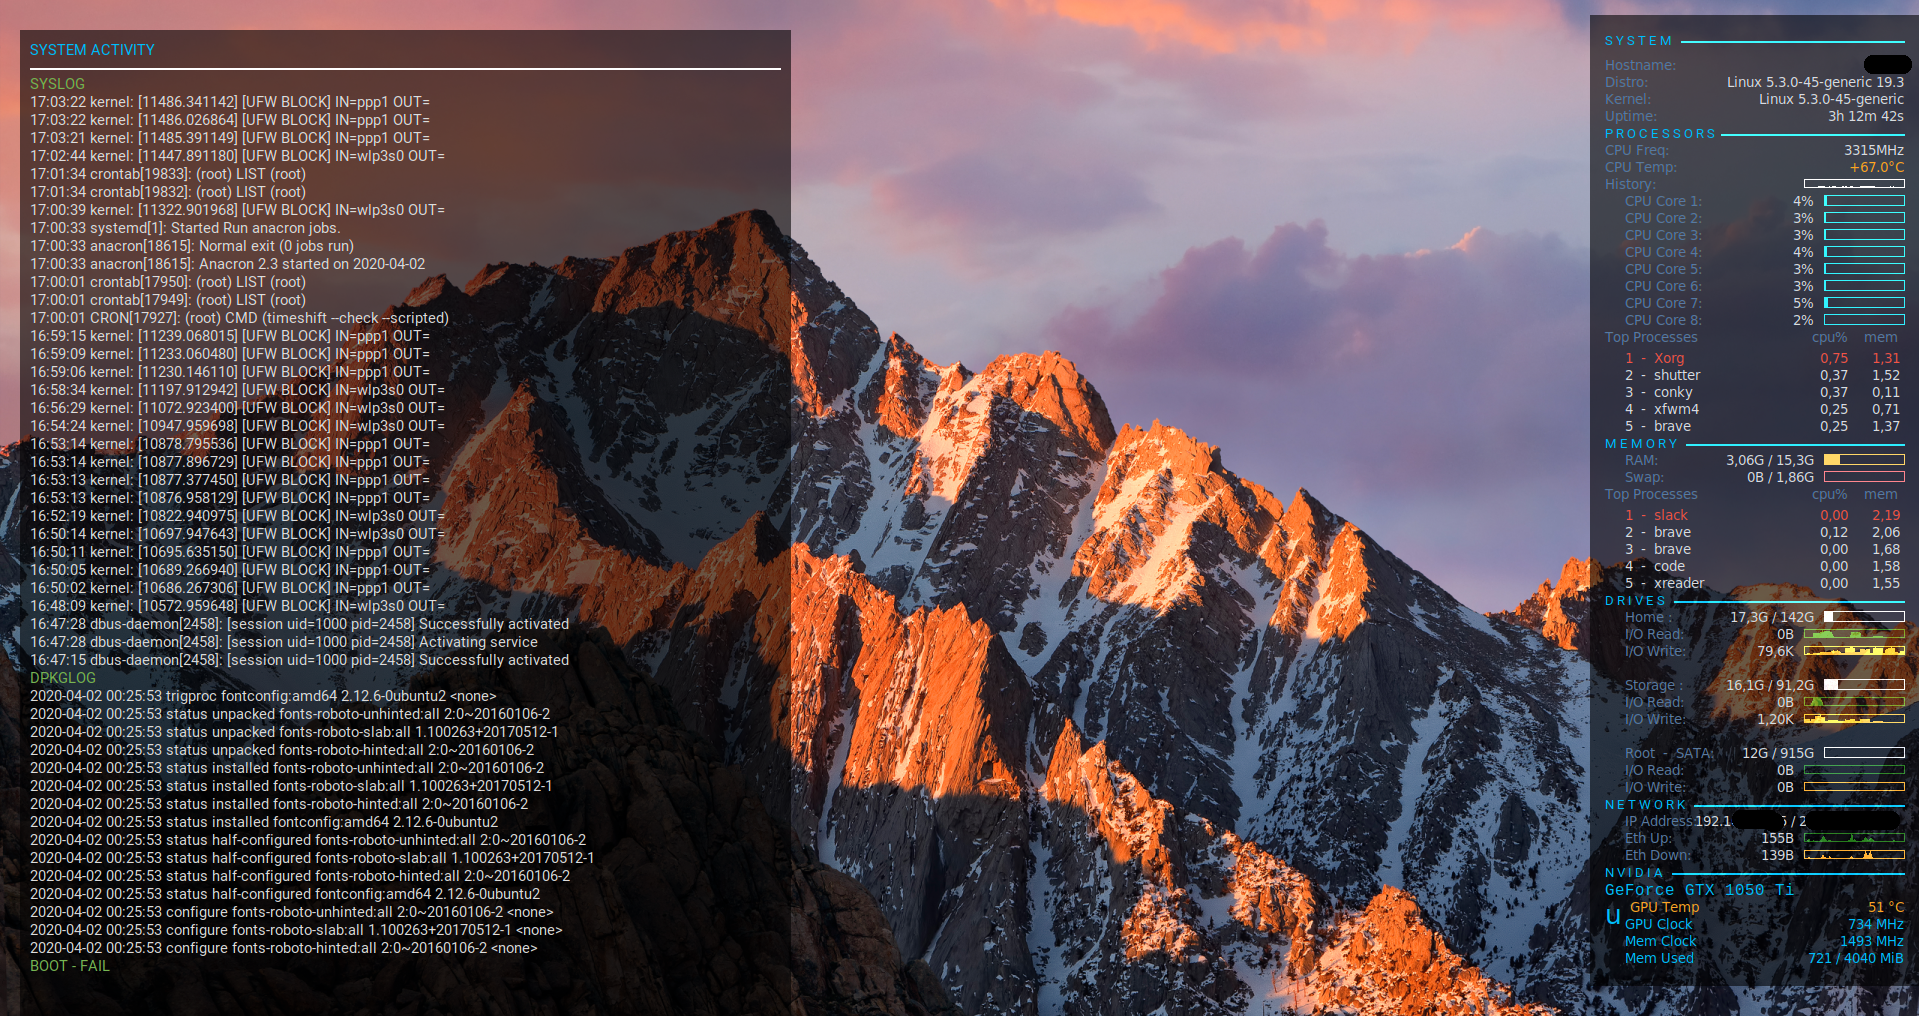 SYSTEM ACTIVITY
SYSLOG
17:03:22 kernel: [11486.341142] [UFW BLOCK] IN=ppp1 OUT=
17:03:22 kernel: [11486.026864] [UFW BLOCK] IN=ppp1 OUT=
17:03:21 kernel: [11485.391149] [UFW BLOCK] IN=ppp1 OUT=
17:02:44 kernel: [11447.891180] [UFW BLOCK] IN=wlp3s0 OUT=
17:01:34 crontab[19833]: (root) LIST (root)
17:01:34 crontab[19832]: (root) LIST (root)
17:00:39 kernel: [11322.901968] [UFW BLOCK] IN=wlp3s0 OUT=
17:00:33 systemd[1]: Started Run anacron jobs.
17:00:33 anacron[18615]: Normal exit (0 jobs run)
17:00:33 anacron[18615]: Anacron 2.3 started on 2020-04-02
17:00:01 crontab[17950]: (root) LIST (root)
17:00:01 crontab[17949]: (root) LIST (root)
17:00:01 CRON[17927]: (root) CMD (timeshift --check --scripted)
16:59:15 kernel: [11239.068015] [UFW BLOCK] IN=ppp1 OUT=
16:59:09 kernel: [11233.060480] [UFW BLOCK] IN=ppp1 OUT=
16:59:06 kernel: [11230.146110] [UFW BLOCK] IN=ppp1 OUT=
16:58:34 kernel: [11197.912942] [UFW BLOCK] IN=wlp3s0 OUT=
16:56:29 kernel: [11072.923400] [UFW BLOCK] IN=wlp3s0 OUT=
16:54:24 kernel: [10947.959698] [UFW BLOCK] IN=wlp3s0 OUT=
16:53:14 kernel: [10878.795536] [UFW BLOCK] IN=ppp1 OUT=
16:53:14 kernel: [10877.896729] [UFW BLOCK] IN=ppp1 OUT=
16:53:13 kernel: [10877.377450] [UFW BLOCK] IN=ppp1 OUT=
16:53:13 kernel: [10876.958129] [UFW BLOCK] IN=ppp1 OUT=
16:52:19 kernel: [10822.940975] [UFW BLOCK] IN=wlp3s0 OUT=
16:50:14 kernel: [10697.947643] [UFW BLOCK] IN=wlp3s0 OUT=
16:50:11 kernel: [10695.635150] [UFW BLOCK] IN=ppp1 OUT=
16:50:05 kernel: [10689.266940] [UFW BLOCK] IN=ppp1 OUT=
16:50:02 kernel: [10686.267306] [UFW BLOCK] IN=ppp1 OUT=
16:48:09 kernel: [10572.959648] [UFW BLOCK] IN=wlp3s0 OUT=
16:47:28 dbus-daemon[2458]: [session uid=1000 pid=2458] Successfully activated
16:47:28 dbus-daemon[2458]: [session uid=1000 pid=2458] Activating service
16:47:15 dbus-daemon[2458]: [session uid=1000 pid=2458] Successfully activated
DPKGLOG
2020-04-02 00:25:53 trigproc fontconfig:amd64 2.12.6-0ubuntu2 <none>
2020-04-02 00:25:53 status unpacked fonts-roboto-unhinted:all 2:0~20160106-2
2020-04-02 00:25:53 status unpacked fonts-roboto-slab:all 1.100263+20170512-1
2020-04-02 00:25:53 status unpacked fonts-roboto-hinted:all 2:0~20160106-2
2020-04-02 00:25:53 status installed fonts-roboto-unhinted:all 2:0~20160106-2
2020-04-02 00:25:53 status installed fonts-roboto-slab:all 1.100263+20170512-1
2020-04-02 00:25:53 status installed fonts-roboto-hinted:all 2:0~20160106-2
2020-04-02 00:25:53 status installed fontconfig:amd64 2.12.6-0ubuntu2
2020-04-02 00:25:53 status half-configured fonts-roboto-unhinted:all 2:0~20160106-2
2020-04-02 00:25:53 status half-configured fonts-roboto-slab:all 1.100263+20170512-1
2020-04-02 00:25:53 status half-configured fonts-roboto-hinted:all 2:0~20160106-2
2020-04-02 00:25:53 status half-configured fontconfig:amd64 2.12.6-0ubuntu2
2020-04-02 00:25:53 configure fonts-roboto-unhinted:all 2:0~20160106-2 <none>
2020-04-02 00:25:53 configure fonts-roboto-slab:all 1.100263+20170512-1 <none>
2020-04-02 00:25:53 configure fonts-roboto-hinted:all 2:0~20160106-2 <none>
BOOT - FAIL
SYSTEM
Hostname:
Distro: Linux 5.3.0-45-generic 19.3
Kernel: Linux 5.3.0-45-generic
Uptime: 3h 12m 42s
PROCESSORS
CPU Freq: 3315MHz
CPU Temp: +67.0°C
History:
CPU Core 1: 4%
CPU Core 2: 3%
CPU Core 3: 3%
CPU Core 4: 4%
CPU Core 5: 3%
CPU Core 6: 3%
CPU Core 7: 5%
CPU Core 8: 2%
Top Processes cpu% mem
1 - Xorg 0,75 1,31
2 - shutter 0,37 1,52
3 - conky 0,37 0,11
4 - xfwm4 0,25 0,71
5 - brave 0,25 1,37
MEMORY
RAM: 3,06G / 15,3G
Swap: 0B / 1,86G
Top Processes cpu% mem
1 - slack 0,00 2,19
2 - brave 0,12 2,06
3 - brave 0,00 1,68
4 - code 0,00 1,58
5 - xreader 0,00 1,55
DRIVES
Home : 17,3G / 142G
I/O Read: 0B
I/O Write: 79,6K
Storage : 16,1G / 91,2G
I/O Read: 0B
I/O Write: 1,20K
Root - SATA: 12G / 915G
I/O Read: 0B
I/O Write: 0B
NETWORK
IP Address: 192.1 / 2
Eth Up: 155B
Eth Down: 139B
NVIDIA
GeForce GTX 1050 Ti
u GPU Temp 51 °C
GPU Clock 734 MHz
Mem Clock 1493 MHz
Mem Used 721 / 4040 MiB